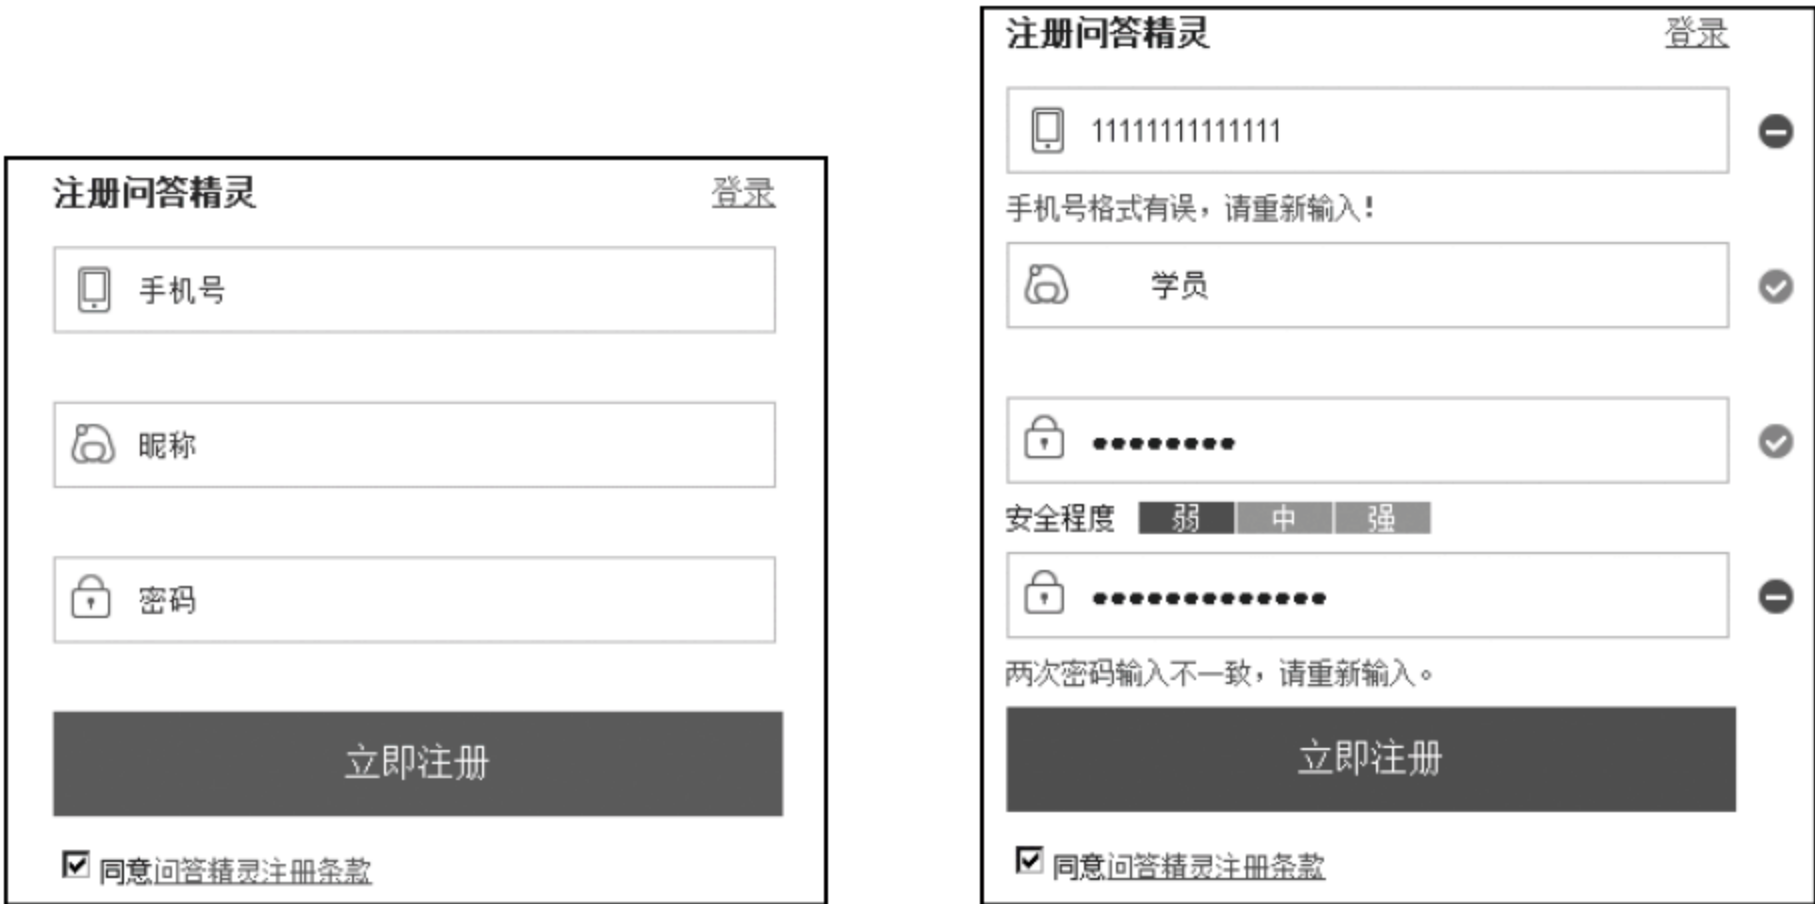 注册问答精灵 登录
手机号
昵称
密码
立即注册
同意问答精灵注册条款
注册问答精灵 登录
11111111111111
手机号格式有误，请重新输入！
学员
●●●●●●●●
安全程度 弱 中 强
●●●●●●●●●●●●●
两次密码输入不一致，请重新输入。
立即注册
同意问答精灵注册条款